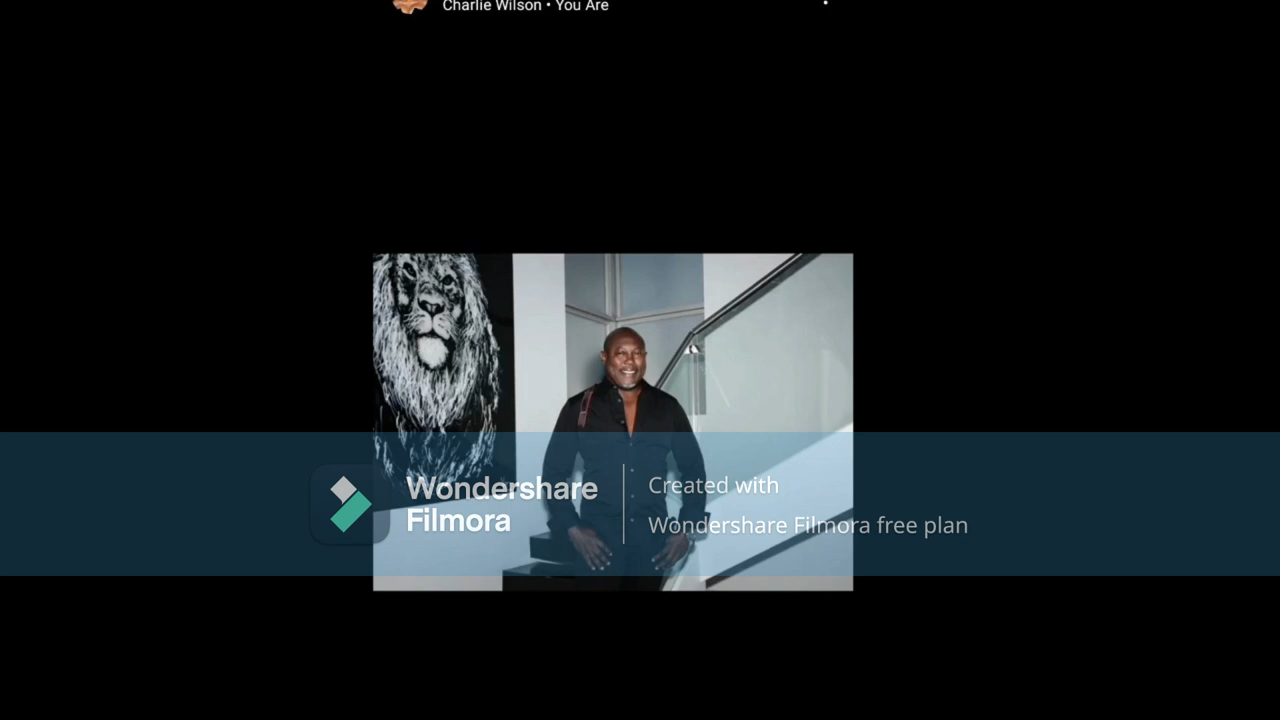 Charlie Wilson • You Are
Wondershare
Filmora
Created with
Wondershare Filmora free plan